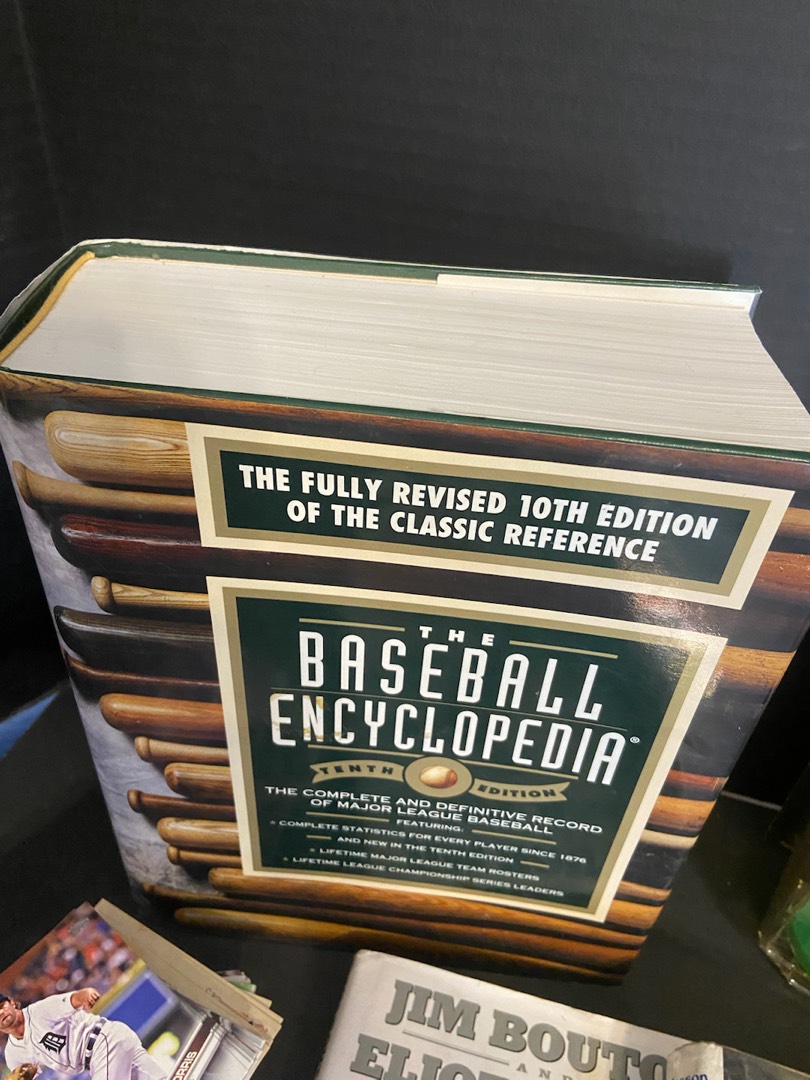 THE FULLY REVISED 10TH EDITION
OF THE CLASSIC REFERENCE
THE
BASEBALL
ENCYCLOPEDIA®
TENTH EDITION
THE COMPLETE AND DEFINITIVE RECORD
OF MAJOR LEAGUE BASEBALL
FEATURING:
★ COMPLETE STATISTICS FOR EVERY PLAYER SINCE 1876
AND NEW IN THE TENTH EDITION
★ LIFETIME MAJOR LEAGUE TEAM ROSTERS
★ LIFETIME LEAGUE CHAMPIONSHIP SERIES LEADERS
D
JIM BOUTO
AND